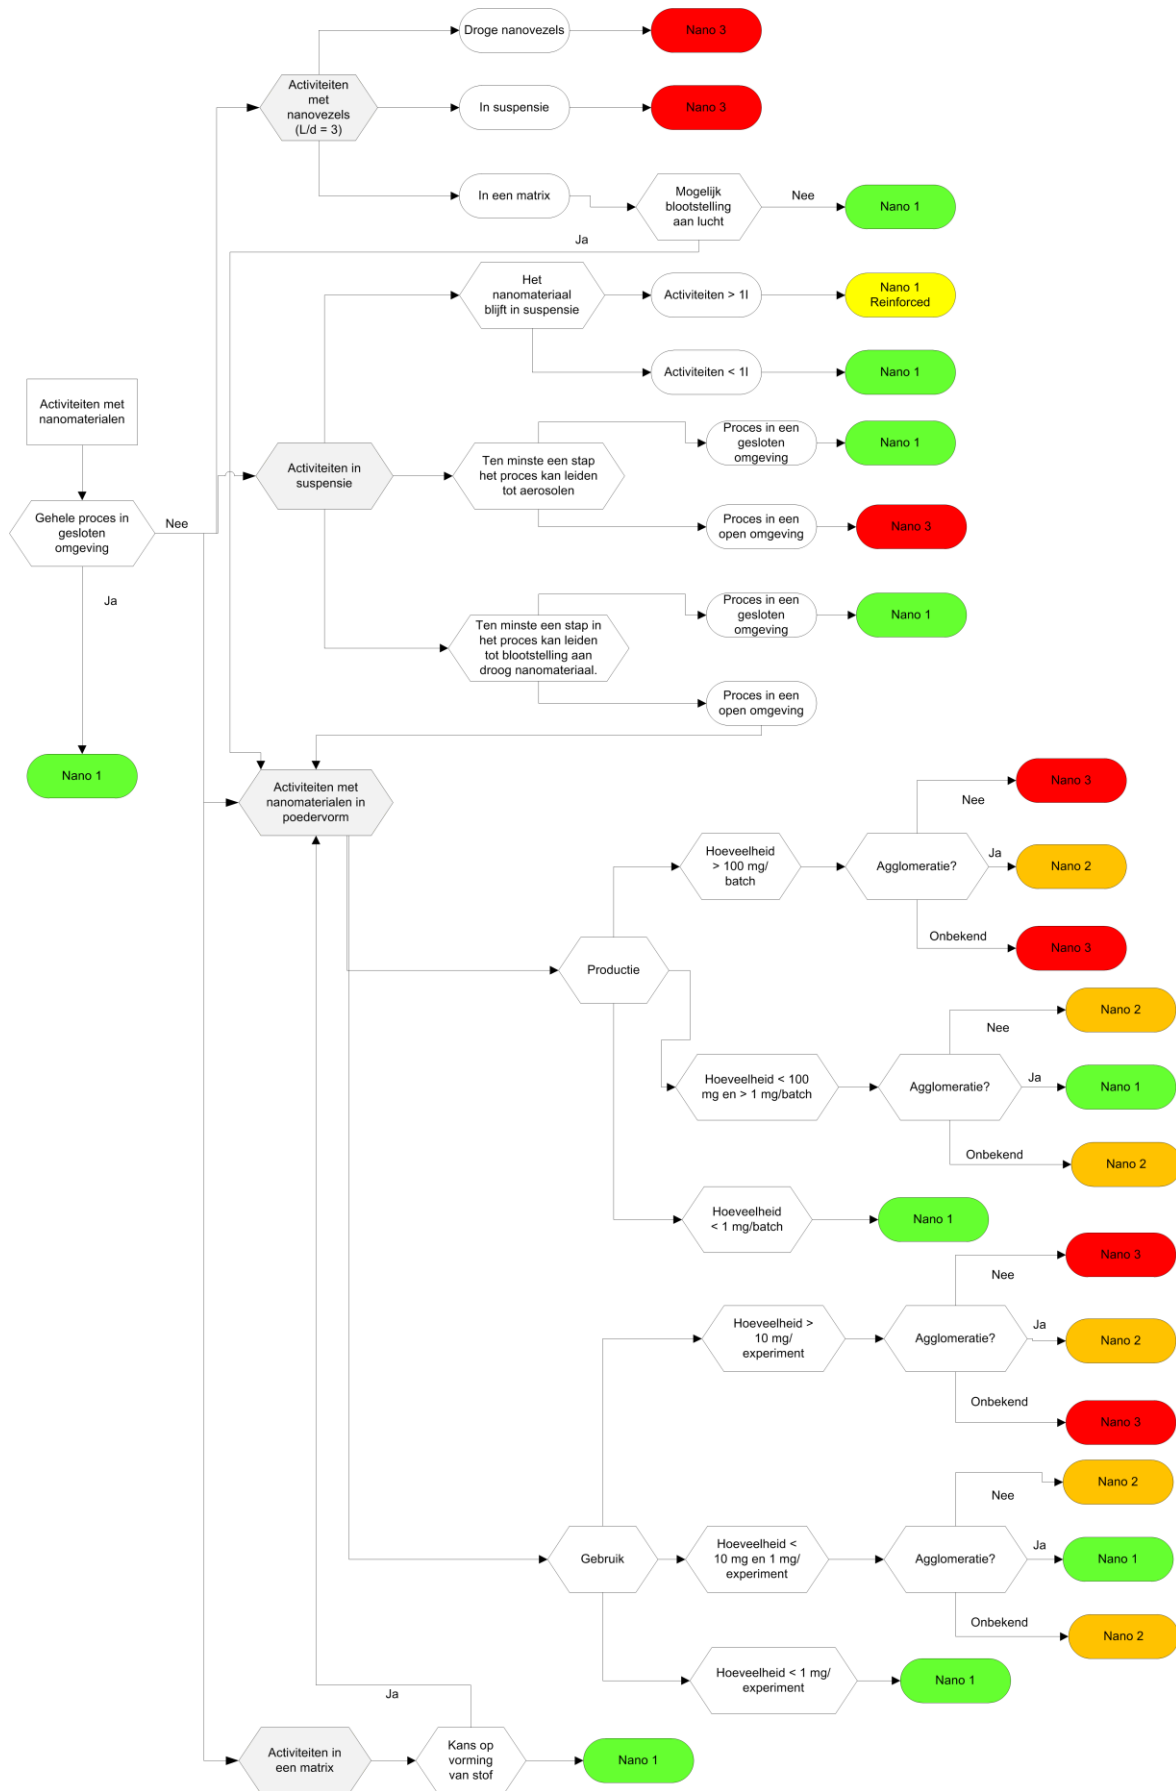 Droge nanovezels
Nano 3
Activiteiten
met
nanovezels
(L/d = 3)
In suspensie
Nano 3
In een matrix
Mogelijk
blootstelling
aan lucht
Nee
Nano 1
Ja
Het
nanomateriaal
blijft in suspensie
Activiteiten > 1l
Nano 1
Reinforced
Activiteiten < 1l
Nano 1
Activiteiten met
nanomaterialen
Proces in een
gesloten
omgeving
Nano 1
Activiteiten in
suspensie
Ten minste een stap
het proces kan leiden
tot aerosolen
Gehele proces in
gesloten
omgeving
Nee
Proces in een
open omgeving
Nano 3
Ja
Proces in een
gesloten
omgeving
Nano 1
Ten minste een stap in
het proces kan leiden
tot blootstelling aan
droog nanomateriaal.
Proces in een
open omgeving
Nano 1
Activiteiten met
nanomaterialen in
poedervorm
Nano 3
Nee
Hoeveelheid
> 100 mg/
batch
Agglomeratie?
Ja
Nano 2
Onbekend
Nano 3
Productie
Nano 2
Nee
Hoeveelheid < 100
mg en > 1 mg/batch
Agglomeratie?
Ja
Nano 1
Onbekend
Nano 2
Hoeveelheid
< 1 mg/batch
Nano 1
Nano 3
Nee
Hoeveelheid >
10 mg/
experiment
Agglomeratie?
Ja
Nano 2
Onbekend
Nano 3
Nano 2
Nee
Gebruik
Hoeveelheid <
10 mg en 1 mg/
experiment
Agglomeratie?
Ja
Nano 1
Onbekend
Nano 2
Hoeveelheid < 1 mg/
experiment
Nano 1
Ja
Activiteiten in
een matrix
Kans op
vorming
van stof
Nano 1